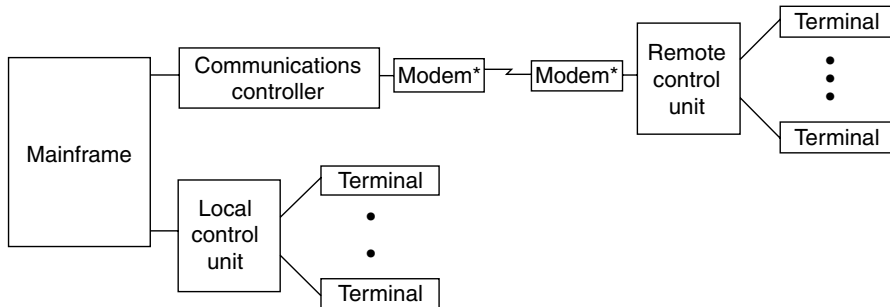 Mainframe
Communications
controller
Modem*
Modem*
Remote
control
unit
Terminal
Terminal
Local
control
unit
Terminal
Terminal